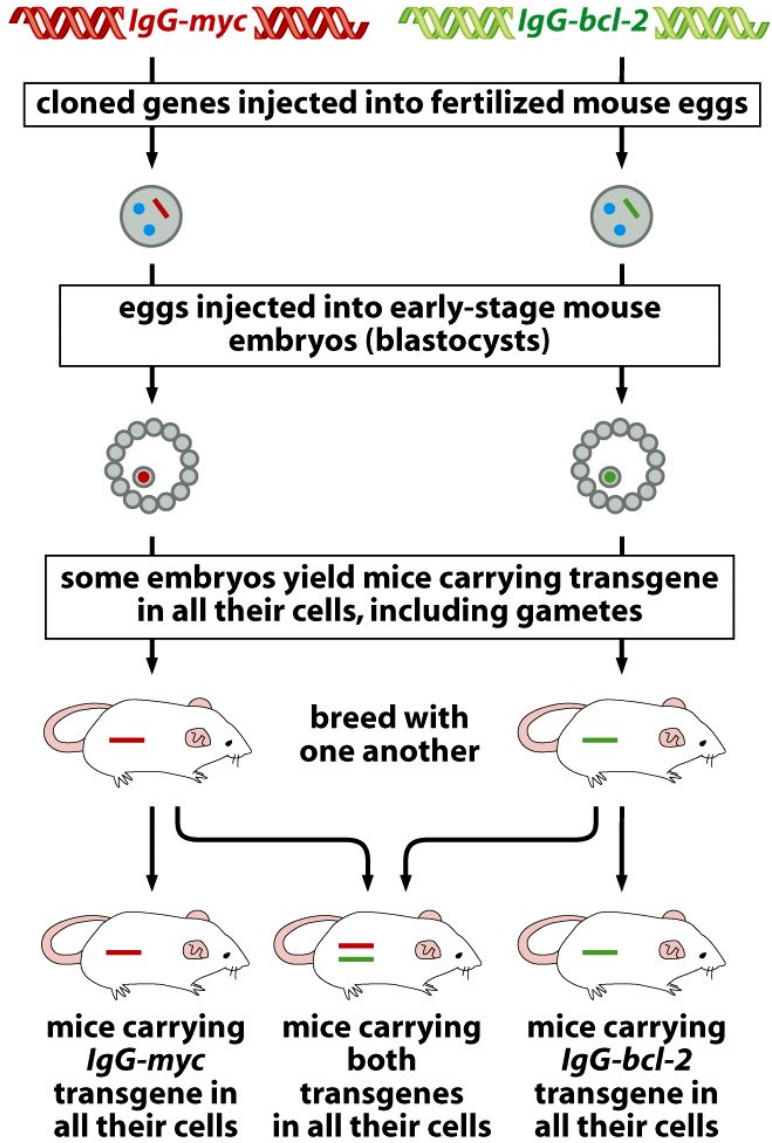 IgG-myc
IgG-bcl-2
cloned genes injected into fertilized mouse eggs
eggs injected into early-stage mouse
embryos (blastocysts)
some embryos yield mice carrying transgene
in all their cells, including gametes
breed with
one another
mice carrying
IgG-myc
transgene in
all their cells
mice carrying
both
transgenes
in all their cells
mice carrying
IgG-bcl-2
transgene in
all their cells